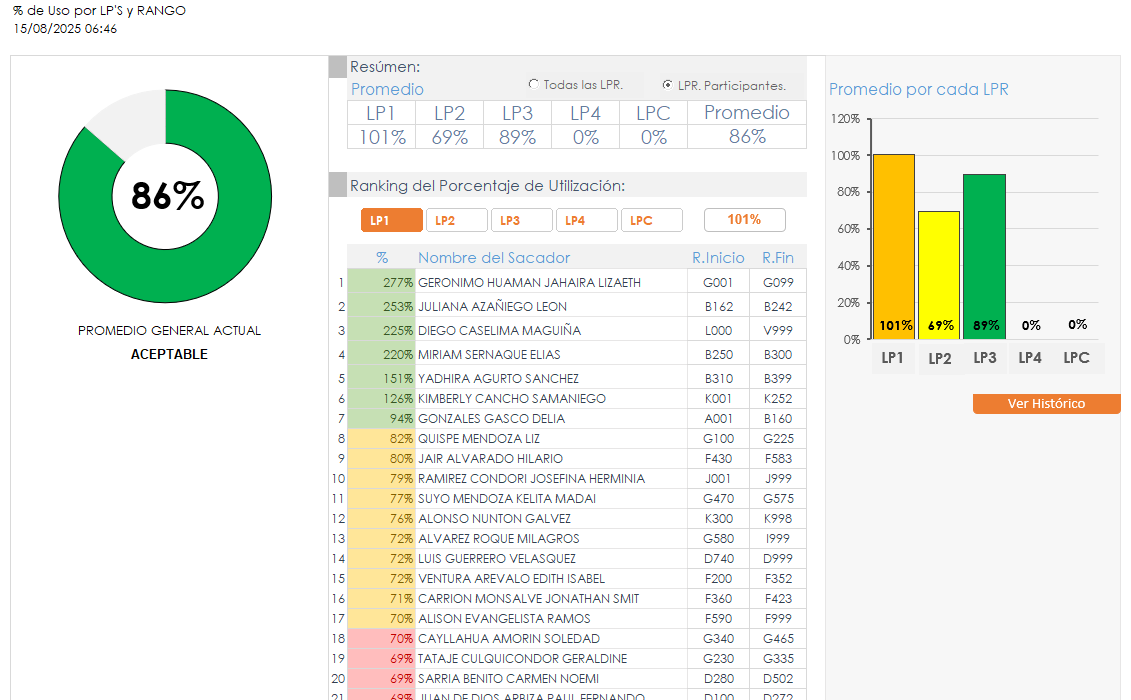 % de Uso por LP'S y RANGO
15/08/2025 06:46
86%
PROMEDIO GENERAL ACTUAL
ACEPTABLE
Resúmen:
Promedio
Todas las LPR.
LPR. Participantes.
LP1 LP2 LP3 LP4 LPC Promedio
101% 69% 89% 0% 0% 86%
Ranking del Porcentaje de Utilización:
LP1 LP2 LP3 LP4 LPC 101%
% Nombre del Sacador R.Inicio R.Fin
1 277% GERONIMO HUAMAN JAHAIRA LIZAETH G001 G099
2 253% JULIANA AZAÑIEGO LEON B162 B242
3 225% DIEGO CASELIMA MAGUIÑA L000 V999
4 220% MIRIAM SERNAQUE ELIAS B250 B300
5 151% YADHIRA AGURTO SANCHEZ B310 B399
6 126% KIMBERLY CANCHO SAMANIEGO K001 K252
7 94% GONZALES GASCO DELIA A001 B160
8 82% QUISPE MENDOZA LIZ G100 G225
9 80% JAIR ALVARADO HILARIO F430 F583
10 79% RAMIREZ CONDORI JOSEFINA HERMINIA J001 J999
11 77% SUYO MENDOZA KELITA MADAI G470 G575
12 76% ALONSO NUNTON GALVEZ K300 K998
13 72% ALVAREZ ROQUE MILAGROS G580 I999
14 72% LUIS GUERRERO VELASQUEZ D740 D999
15 72% VENTURA AREVALO EDITH ISABEL F200 F352
16 71% CARRION MONSALVE JONATHAN SMIT F360 F423
17 70% ALISON EVANGELISTA RAMOS F590 F999
18 70% CAYLLAHUA AMORIN SOLEDAD G340 G465
19 69% TATAJE CULQUICONDOR GERALDINE G230 G335
20 69% SARRIA BENITO CARMEN NOEMI D280 D502
21 69% JUAN DE DIOS ARBIZA PAUL FERNANDO D100 D272
Promedio por cada LPR
120%
100%
80%
60%
40%
20%
0%
101% 69% 89% 0% 0%
LP1 LP2 LP3 LP4 LPC
Ver Histórico